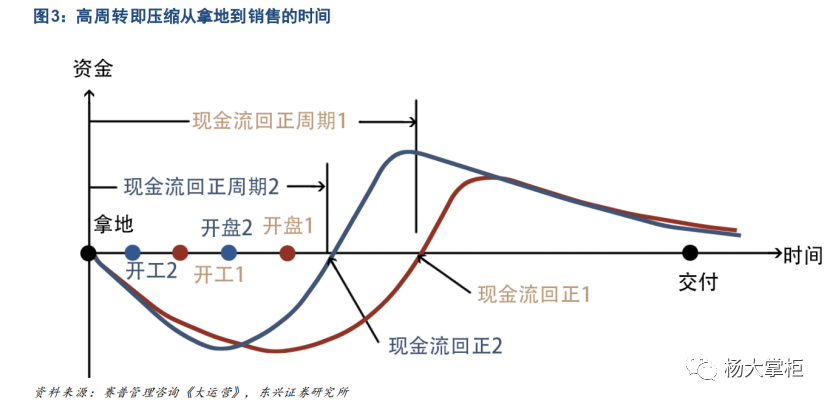 图3：高周转即压缩从拿地到销售的时间
资金
现金流回正周期1
现金流回正周期2
拿地
开盘2
开盘1
时间
开工2
开工1
交付
现金流回正1
现金流回正2
杨大掌柜
资料来源：赛普管理咨询《大运营》，东兴证券研究所